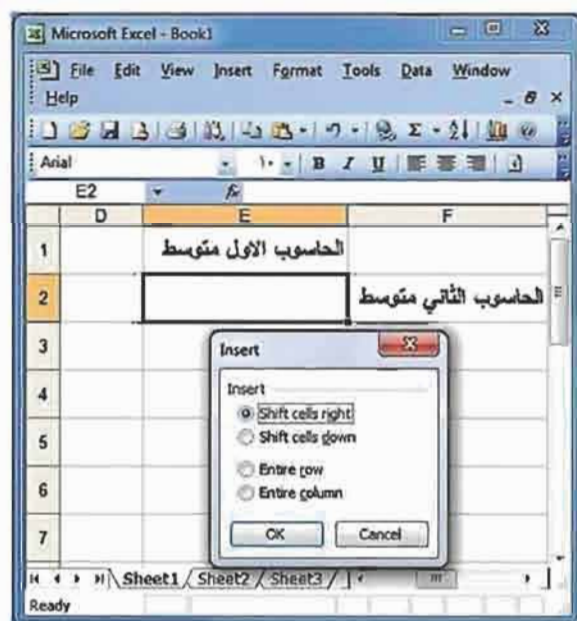 Microsoft Excel - Book1
File Edit View Insert Format Tools Data Window
Help
Arial ١٠ B I U
E2 fx
D E F
1 الحاسوب الاول متوسط
2 الحاسوب الثاني متوسط
3
4
5
6
7
Insert
Insert
Shift cells right
Shift cells down
Entire row
Entire column
OK Cancel
Sheet1 Sheet2 Sheet3
Ready